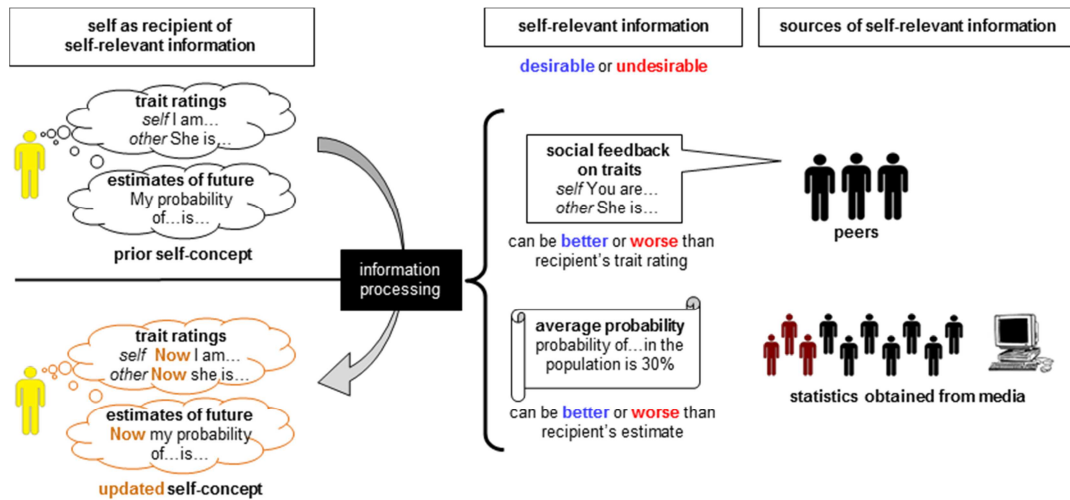 self as recipient of
self-relevant information
self-relevant information
sources of self-relevant information
desirable or undesirable
trait ratings
self I am…
other She is…
estimates of future
My probability
of…is…
prior self-concept
information
processing
social feedback
on traits
self You are…
other She is…
can be better or worse than
recipient's trait rating
peers
trait ratings
self Now I am…
other Now she is…
estimates of future
Now my probability
of…is…
updated self-concept
average probability
probability of…in the
population is 30%
can be better or worse than
recipient's estimate
statistics obtained from media